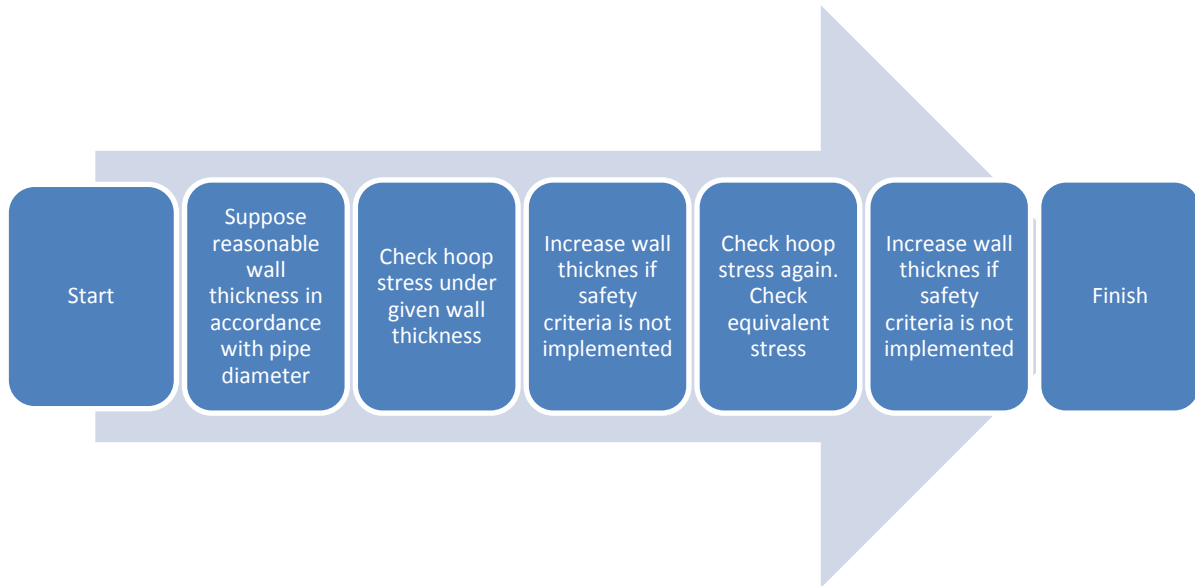 Start
Suppose
reasonable
wall
thickness in
accordance
with pipe
diameter
Check hoop
stress under
given wall
thickness
Increase wall
thicknes if
safety
criteria is not
implemented
Check hoop
stress again.
Check
equivalent
stress
Increase wall
thicknes if
safety
criteria is not
implemented
Finish